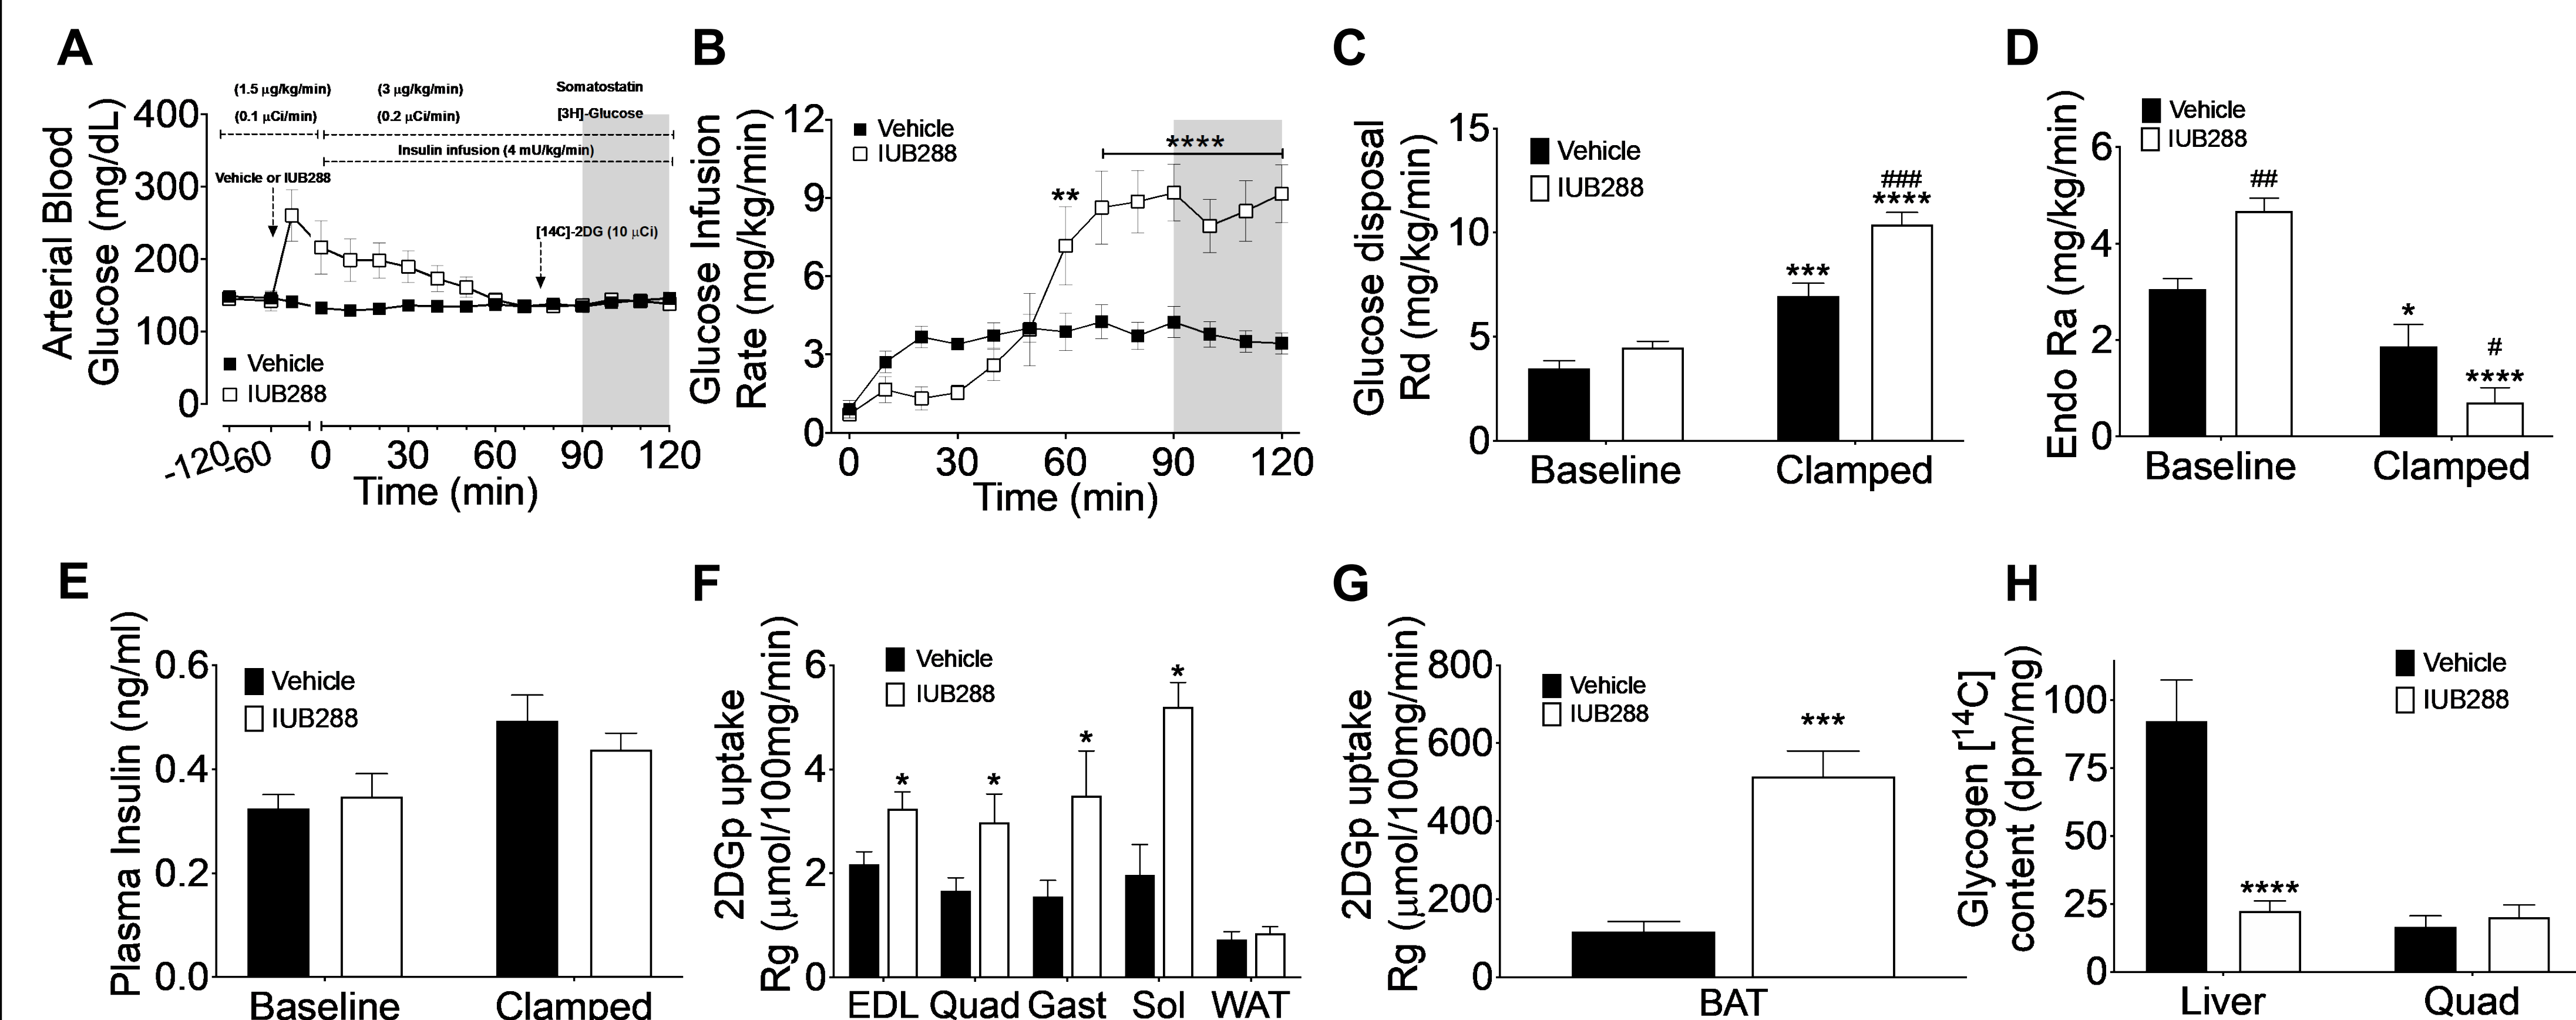 A
(1.5 µg/kg/min)
(3 µg/kg/min)
Somatostatin
(0.1 µCi/min)
(0.2 µCi/min)
[3H]-Glucose
Insulin infusion (4 mU/kg/min)
Vehicle or IUB288
[14C]-2DG (10 µCi)
Arterial Blood
Glucose (mg/dL)
400
300
200
100
0
Vehicle
IUB288
-120 -60 0 30 60 90 120
Time (min)
B
Glucose Infusion
Rate (mg/kg/min)
12
9
6
3
0
Vehicle
IUB288
**
****
0 30 60 90 120
Time (min)
C
Glucose disposal
Rd (mg/kg/min)
15
10
5
0
Vehicle
IUB288
***
###
****
Baseline Clamped
D
Endo Ra (mg/kg/min)
6
4
2
0
Vehicle
IUB288
##
*
#
****
Baseline Clamped
E
Plasma Insulin (ng/ml)
0.6
0.4
0.2
0.0
Vehicle
IUB288
Baseline Clamped
F
2DGp uptake
Rg (µmol/100mg/min)
6
4
2
0
Vehicle
IUB288
* * * *
EDL Quad Gast Sol WAT
G
2DGp uptake
Rg (µmol/100mg/min)
800
600
400
200
0
Vehicle
IUB288
***
BAT
H
Glycogen [¹⁴C]
content (dpm/mg)
100
75
50
25
0
Vehicle
IUB288
****
Liver Quad